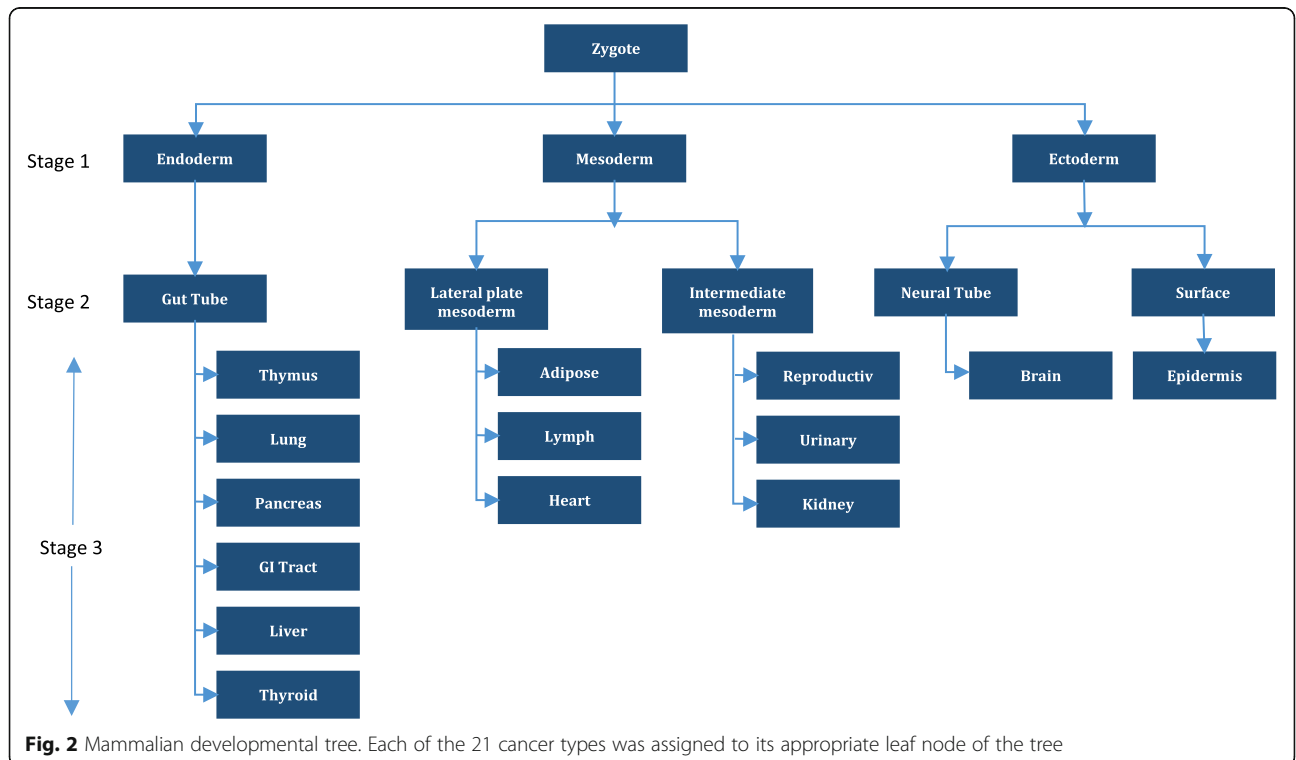 Zygote
Stage 1
Endoderm
Mesoderm
Ectoderm
Stage 2
Gut Tube
Lateral plate
mesoderm
Intermediate
mesoderm
Neural Tube
Surface
Stage 3
Thymus
Lung
Pancreas
GI Tract
Liver
Thyroid
Adipose
Lymph
Heart
Reproductiv
Urinary
Kidney
Brain
Epidermis
Fig. 2 Mammalian developmental tree. Each of the 21 cancer types was assigned to its appropriate leaf node of the tree